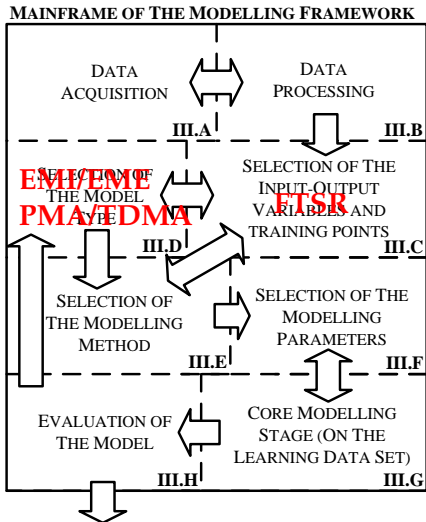 MAINFRAME OF THE MODELLING FRAMEWORK
DATA
ACQUISITION
III.A
DATA
PROCESSING
III.B
SELECTION OF
THE MODEL
TYPE
III.D
EMI/EME
PMA/TDMA
SELECTION OF THE
INPUT-OUTPUT
VARIABLES AND
TRAINING POINTS
III.C
FTSR
SELECTION OF
THE MODELLING
METHOD
III.E
SELECTION OF THE
MODELLING
PARAMETERS
III.F
EVALUATION OF
THE MODEL
III.H
CORE MODELLING
STAGE (ON THE
LEARNING DATA SET)
III.G